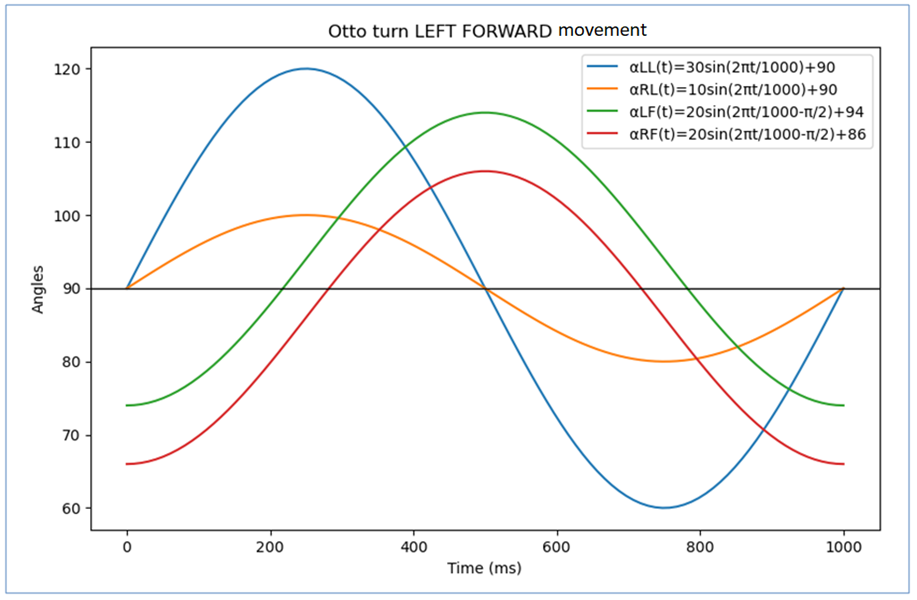 Otto turn LEFT FORWARD movement
αLL(t)=30sin(2πt/1000)+90
αRL(t)=10sin(2πt/1000)+90
αLF(t)=20sin(2πt/1000-π/2)+94
αRF(t)=20sin(2πt/1000-π/2)+86
120
110
100
90
80
70
60
Angles
0 200 400 600 800 1000
Time (ms)